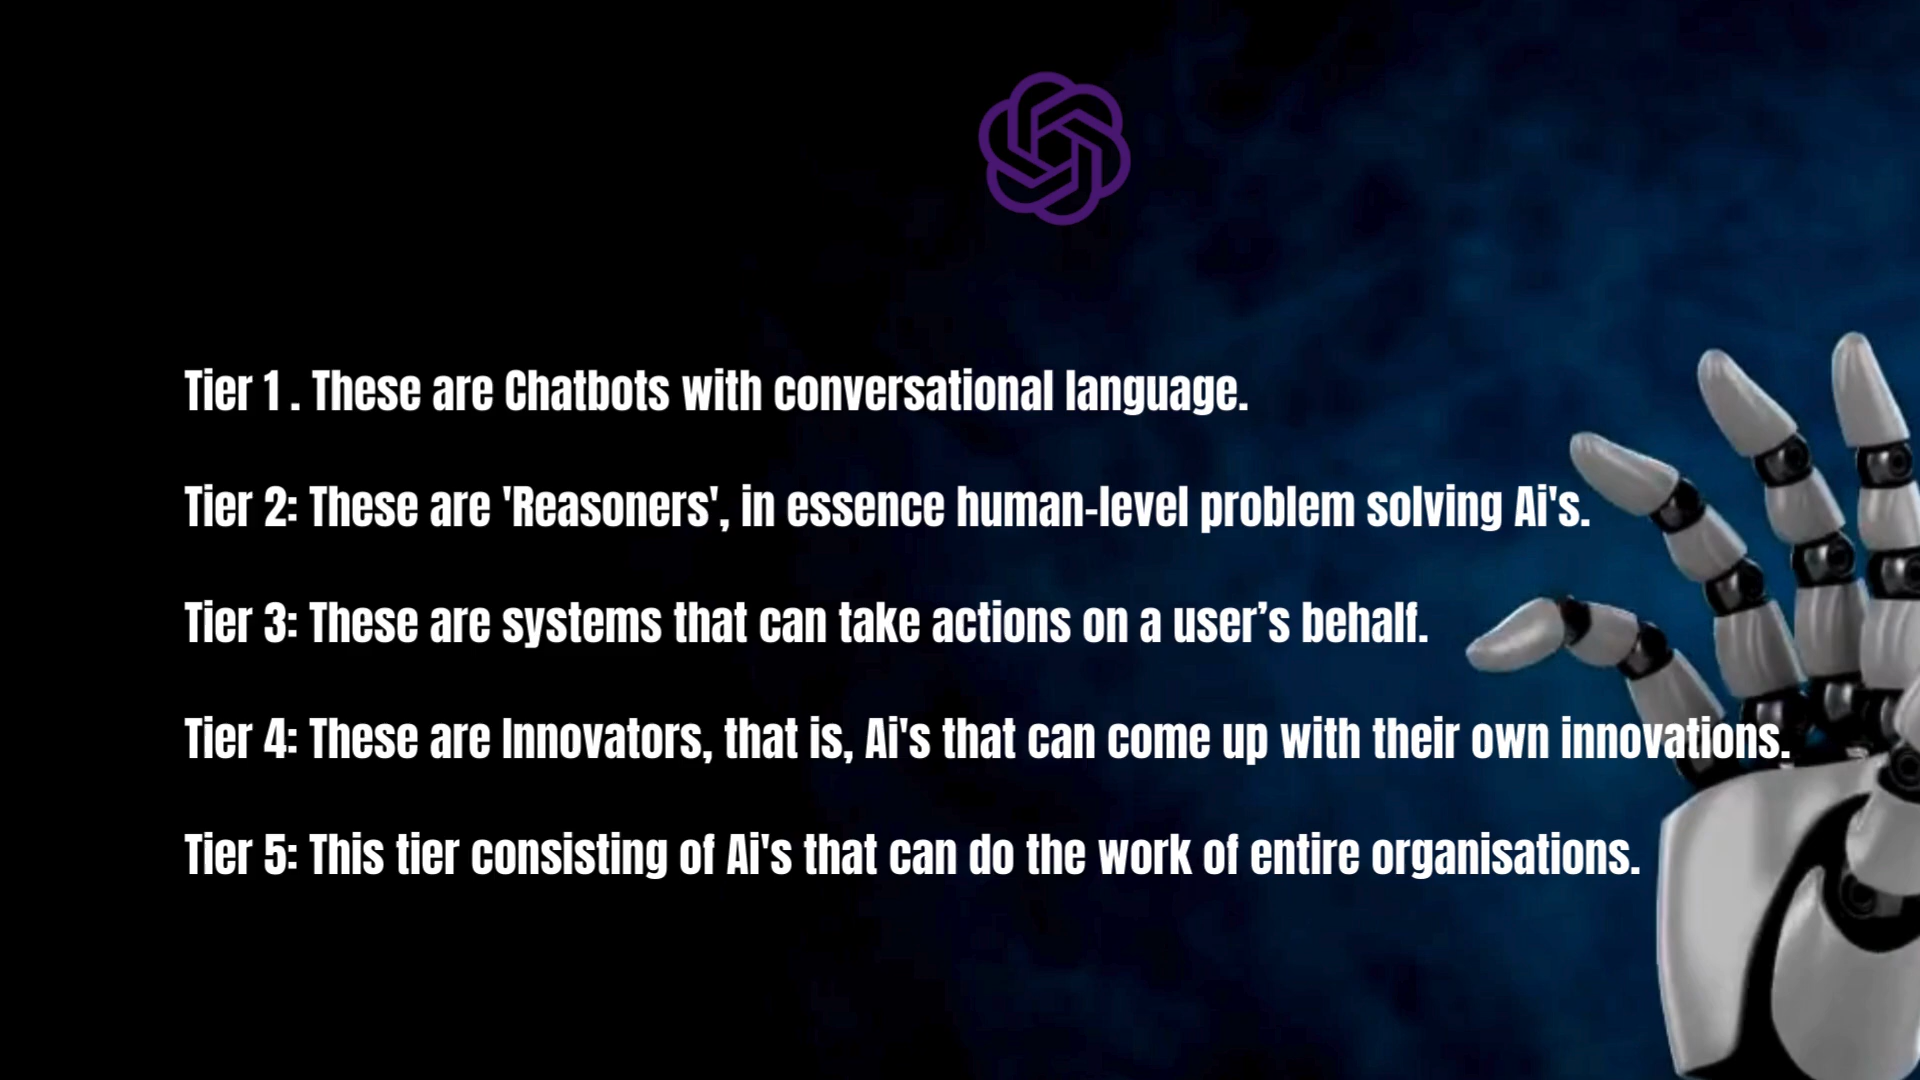 Tier 1 . These are Chatbots with conversational language.
Tier 2: These are 'Reasoners', in essence human-level problem solving Ai's.
Tier 3: These are systems that can take actions on a user’s behalf.
Tier 4: These are Innovators, that is, Ai's that can come up with their own innovations.
Tier 5: This tier consisting of Ai's that can do the work of entire organisations.